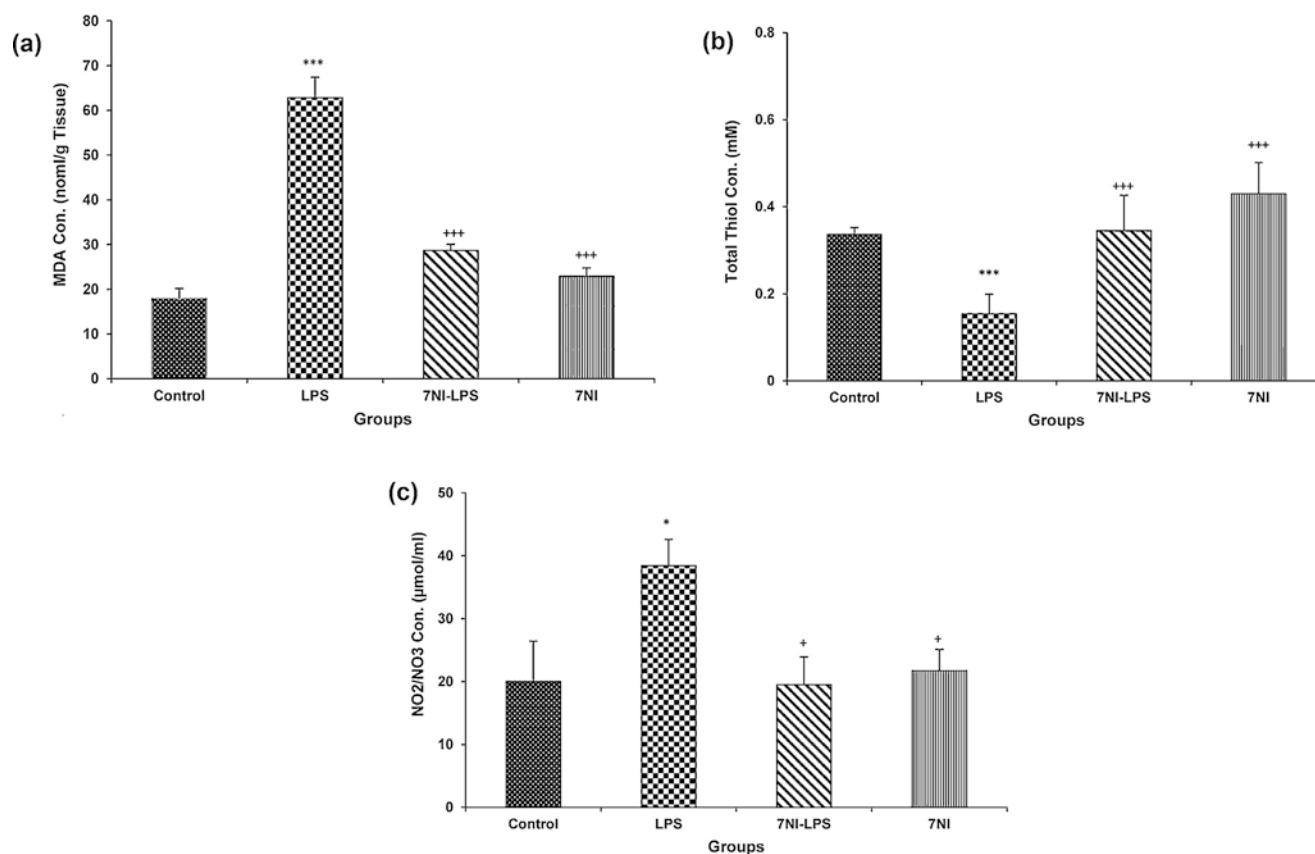 (a)
MDA Con. (noml/g Tissue)
80
70
60
50
40
30
20
10
0
***
+++
+++
Control LPS 7NI-LPS 7NI
Groups
(b)
Total Thiol Con. (mM)
0.8
0.6
0.4
0.2
0
***
+++
+++
Control LPS 7NI-LPS 7NI
Groups
(c)
NO2/NO3 Con. (µmol/ml)
50
40
30
20
10
0
*
+
+
Control LPS 7NI-LPS 7NI
Groups